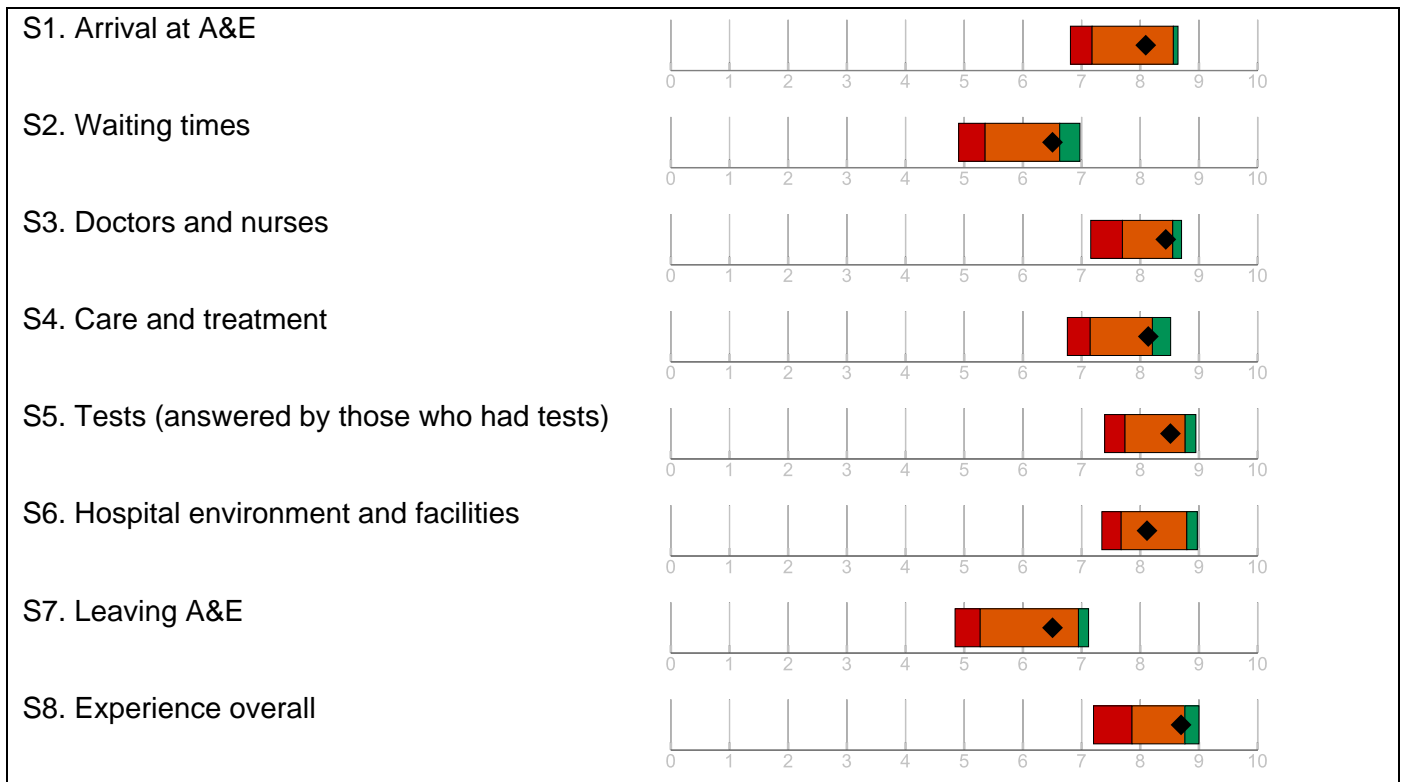 S1. Arrival at A&E
0 1 2 3 4 5 6 7 8 9 10
S2. Waiting times
0 1 2 3 4 5 6 7 8 9 10
S3. Doctors and nurses
0 1 2 3 4 5 6 7 8 9 10
S4. Care and treatment
0 1 2 3 4 5 6 7 8 9 10
S5. Tests (answered by those who had tests)
0 1 2 3 4 5 6 7 8 9 10
S6. Hospital environment and facilities
0 1 2 3 4 5 6 7 8 9 10
S7. Leaving A&E
0 1 2 3 4 5 6 7 8 9 10
S8. Experience overall
0 1 2 3 4 5 6 7 8 9 10